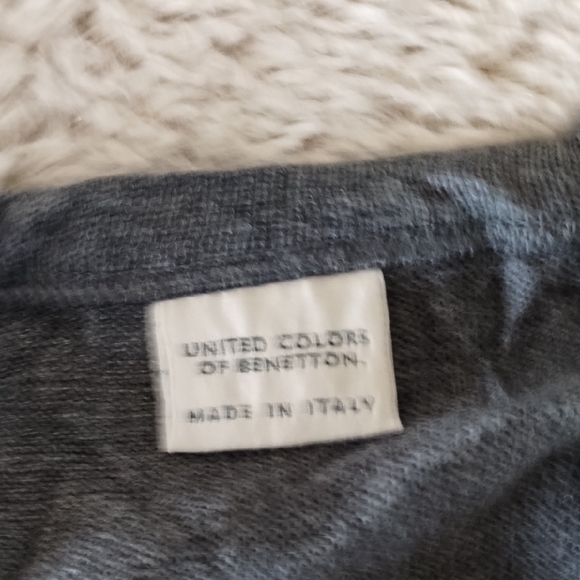 UNITED COLORS
OF BENETTON.
MADE IN ITALY